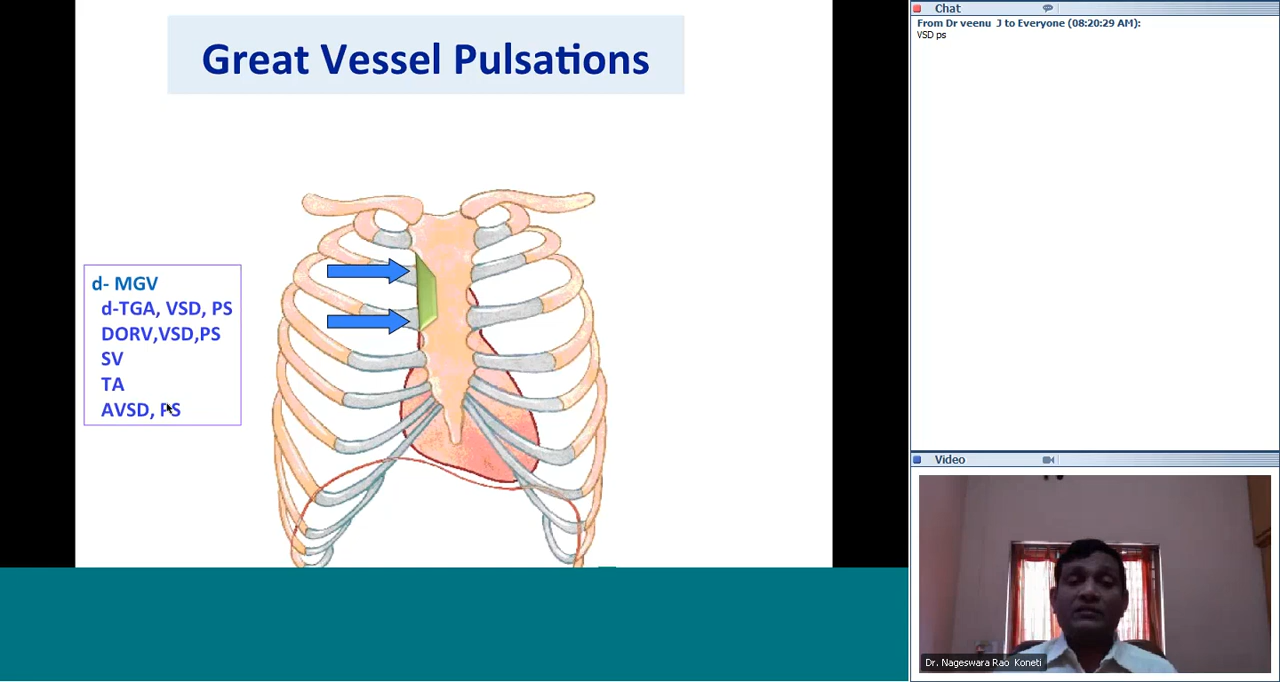 Great Vessel Pulsations
d- MGV
d-TGA, VSD, PS
DORV,VSD,PS
SV
TA
AVSD, PS
Chat
From Dr veenu J to Everyone (08:20:29 AM):
VSD ps
Video
Dr. Nageswara Rao Koneti